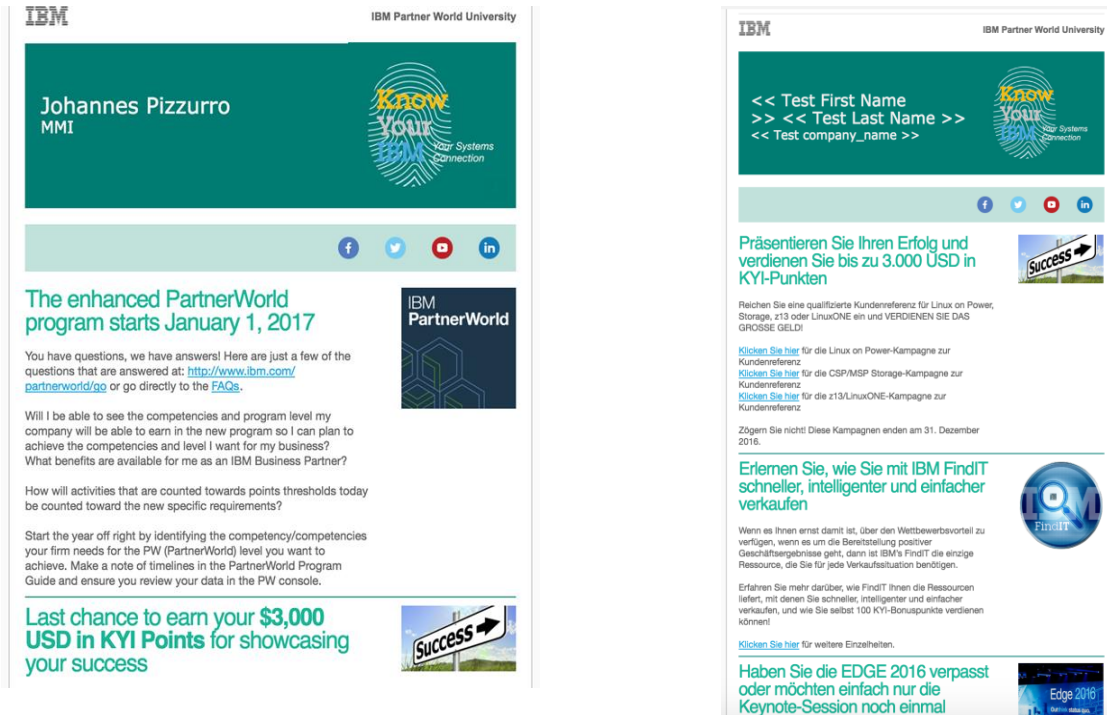 IBM
IBM Partner World University
Johannes Pizzurro
MMI
Know
Your
IBM
Your Systems
Connection
The enhanced PartnerWorld
program starts January 1, 2017
IBM
PartnerWorld
You have questions, we have answers! Here are just a few of the
questions that are answered at: http://www.ibm.com/
partnerworld/go or go directly to the FAQs.
Will I be able to see the competencies and program level my
company will be able to earn in the new program so I can plan to
achieve the competencies and level I want for my business?
What benefits are available for me as an IBM Business Partner?
How will activities that are counted towards points thresholds today
be counted toward the new specific requirements?
Start the year off right by identifying the competency/competencies
your firm needs for the PW (PartnerWorld) level you want to
achieve. Make a note of timelines in the PartnerWorld Program
Guide and ensure you review your data in the PW console.
Last chance to earn your $3,000
USD in KYI Points for showcasing
your success
Success
IBM
IBM Partner World University
<< Test First Name
>> << Test Last Name >>
<< Test company_name >>
Know
Your
IBM
Your Systems
Connection
Präsentieren Sie Ihren Erfolg und
verdienen Sie bis zu 3.000 USD in
KYI-Punkten
Success
Reichen Sie eine qualifizierte Kundenreferenz für Linux on Power,
Storage, z13 oder LinuxONE ein und VERDIENEN SIE DAS
GROSSE GELD!
Klicken Sie hier für die Linux on Power-Kampagne zur
Kundenreferenz
Klicken Sie hier für die CSP/MSP Storage-Kampagne zur
Kundenreferenz
Klicken Sie hier für die z13/LinuxONE-Kampagne zur
Kundenreferenz
Zögern Sie nicht! Diese Kampagnen enden am 31. Dezember
2016.
Erlernen Sie, wie Sie mit IBM FindIT
schneller, intelligenter und einfacher
verkaufen
IBM
FindIT
Wenn es Ihnen ernst damit ist, über den Wettbewerbsvorteil zu
verfügen, wenn es um die Bereitstellung positiver
Geschäftsergebnisse geht, dann ist IBM's FindIT die einzige
Ressource, die Sie für jede Verkaufssituation benötigen.
Erfahren Sie mehr darüber, wie FindIT Ihnen die Ressourcen
liefert, mit denen Sie schneller, intelligenter und einfacher
verkaufen, und wie Sie selbst 100 KYI-Bonuspunkte verdienen
können!
Klicken Sie hier für weitere Einzelheiten.
Haben Sie die EDGE 2016 verpasst
oder möchten einfach nur die
Keynote-Session noch einmal
Edge 2016